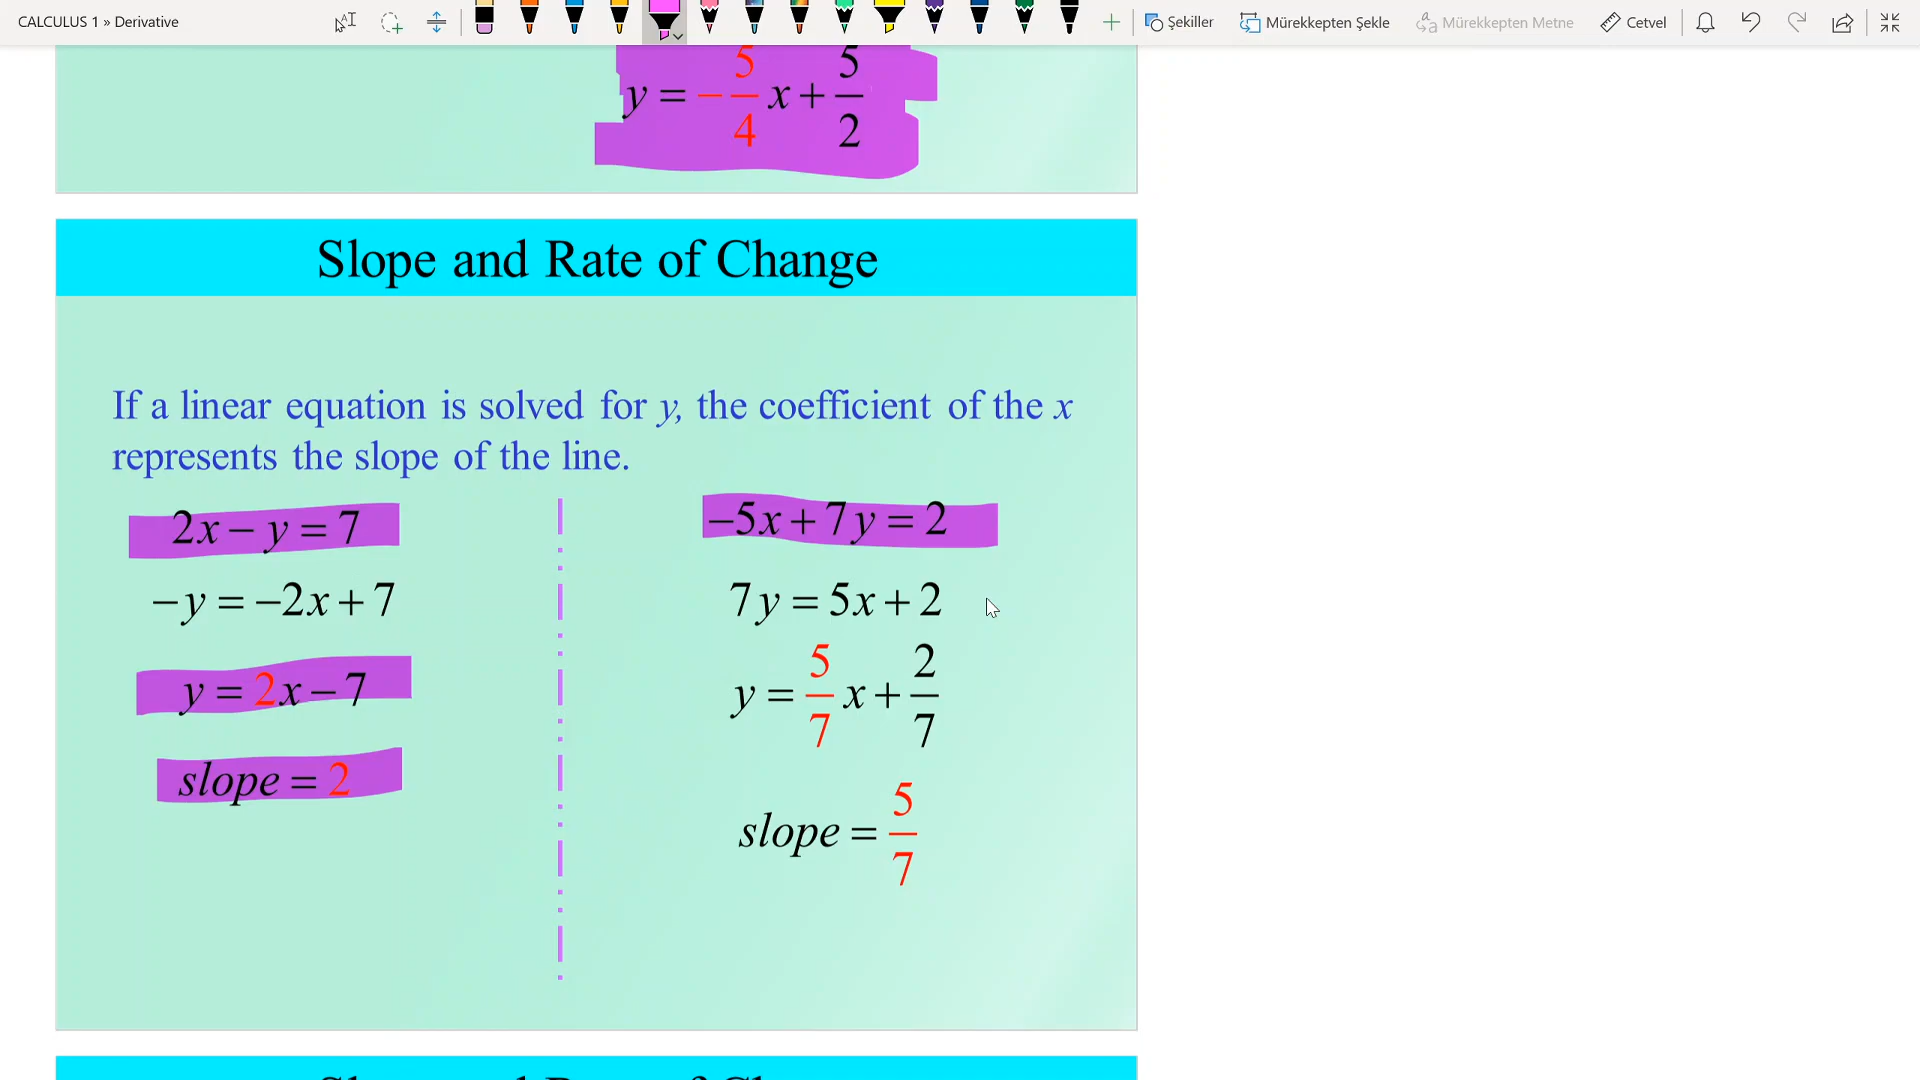 CALCULUS 1 » Derivative
Şekiller
Mürekkepten Şekle
Mürekkepten Metne
Cetvel
y = -5/4 x + 5/2
Slope and Rate of Change
If a linear equation is solved for y, the coefficient of the x
represents the slope of the line.
2x − y = 7
−y = −2x + 7
y = 2x − 7
slope = 2
−5x + 7y = 2
7y = 5x + 2
y = 5/7 x + 2/7
slope = 5/7